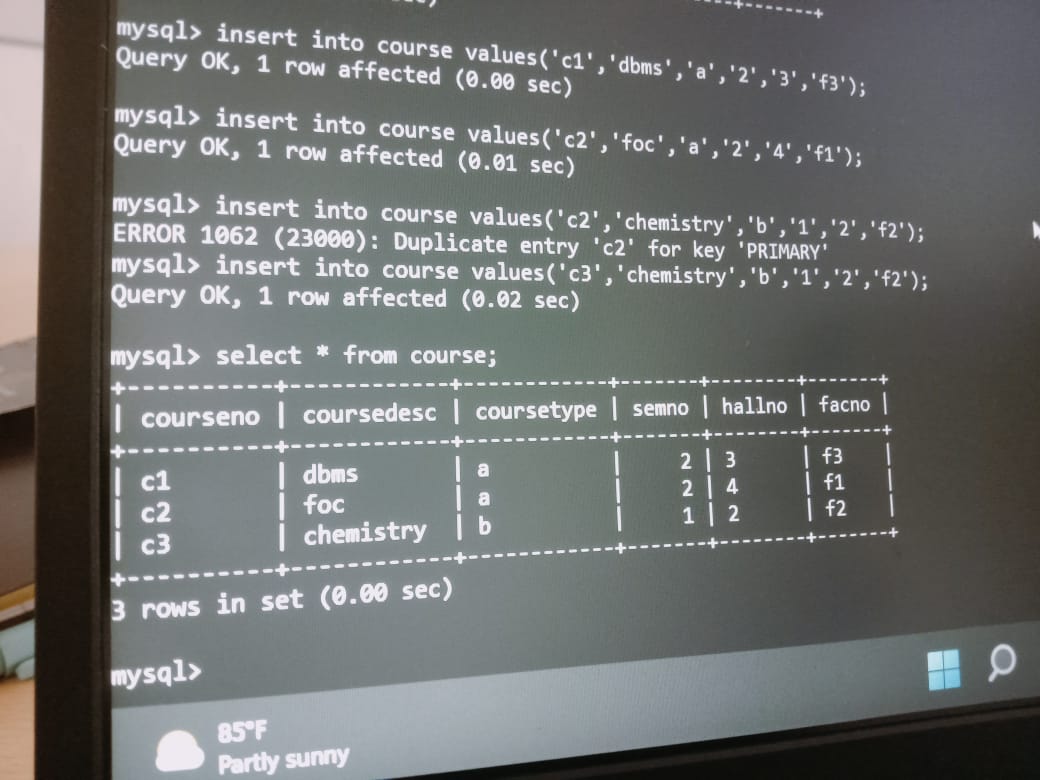 mysql> insert into course values('c1','dbms','a','2','3','f3');
Query OK, 1 row affected (0.00 sec)
mysql> insert into course values('c2','foc','a','2','4','f1');
Query OK, 1 row affected (0.01 sec)
mysql> insert into course values('c2','chemistry','b','1','2','f2');
ERROR 1062 (23000): Duplicate entry 'c2' for key 'PRIMARY'
mysql> insert into course values('c3','chemistry','b','1','2','f2');
Query OK, 1 row affected (0.02 sec)
mysql> select * from course;
+----------+------------+------------+-------+--------+-------+
| courseno | coursedesc | coursetype | semno | hallno | facno |
+----------+------------+------------+-------+--------+-------+
| c1 | dbms | a | 2 | 3 | f3 |
| c2 | foc | a | 2 | 4 | f1 |
| c3 | chemistry | b | 1 | 2 | f2 |
+----------+------------+------------+-------+--------+-------+
3 rows in set (0.00 sec)
mysql>
85°F
Partly sunny